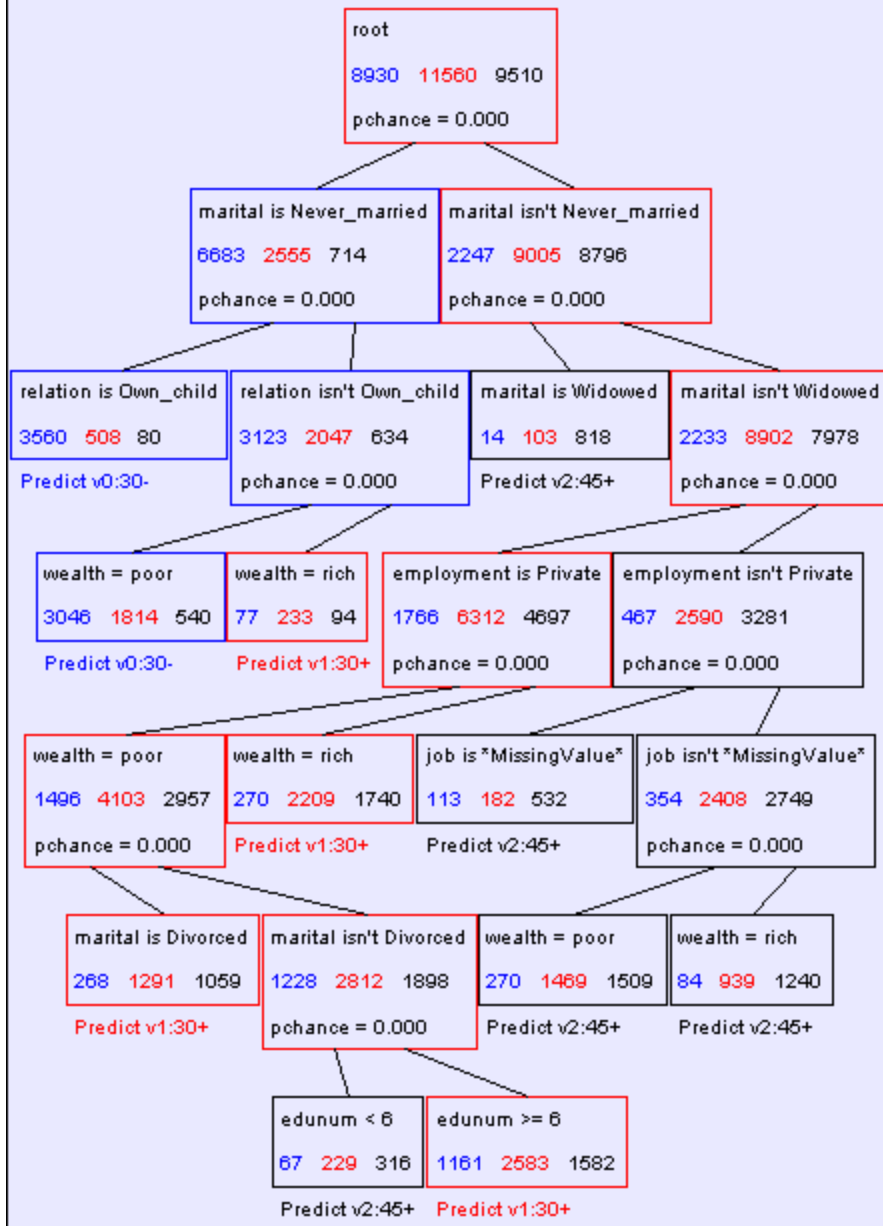 root
8930 11560 9510
pchance = 0.000
marital is Never_married
6683 2555 714
pchance = 0.000
marital isn't Never_married
2247 9005 8796
pchance = 0.000
relation is Own_child
3560 508 80
Predict v0:30-
relation isn't Own_child
3123 2047 634
pchance = 0.000
marital is Widowed
14 103 818
Predict v2:45+
marital isn't Widowed
2233 8902 7978
pchance = 0.000
wealth = poor
3046 1814 540
Predict v0:30-
wealth = rich
77 233 94
Predict v1:30+
employment is Private
1766 6312 4697
pchance = 0.000
employment isn't Private
467 2590 3281
pchance = 0.000
wealth = poor
1496 4103 2957
pchance = 0.000
wealth = rich
270 2209 1740
Predict v1:30+
job is *MissingValue*
113 182 532
Predict v2:45+
job isn't *MissingValue*
354 2408 2749
pchance = 0.000
marital is Divorced
268 1291 1059
Predict v1:30+
marital isn't Divorced
1228 2812 1898
pchance = 0.000
wealth = poor
270 1469 1509
Predict v2:45+
wealth = rich
84 939 1240
Predict v2:45+
edunum < 6
67 229 316
Predict v2:45+
edunum >= 6
1161 2583 1582
Predict v1:30+